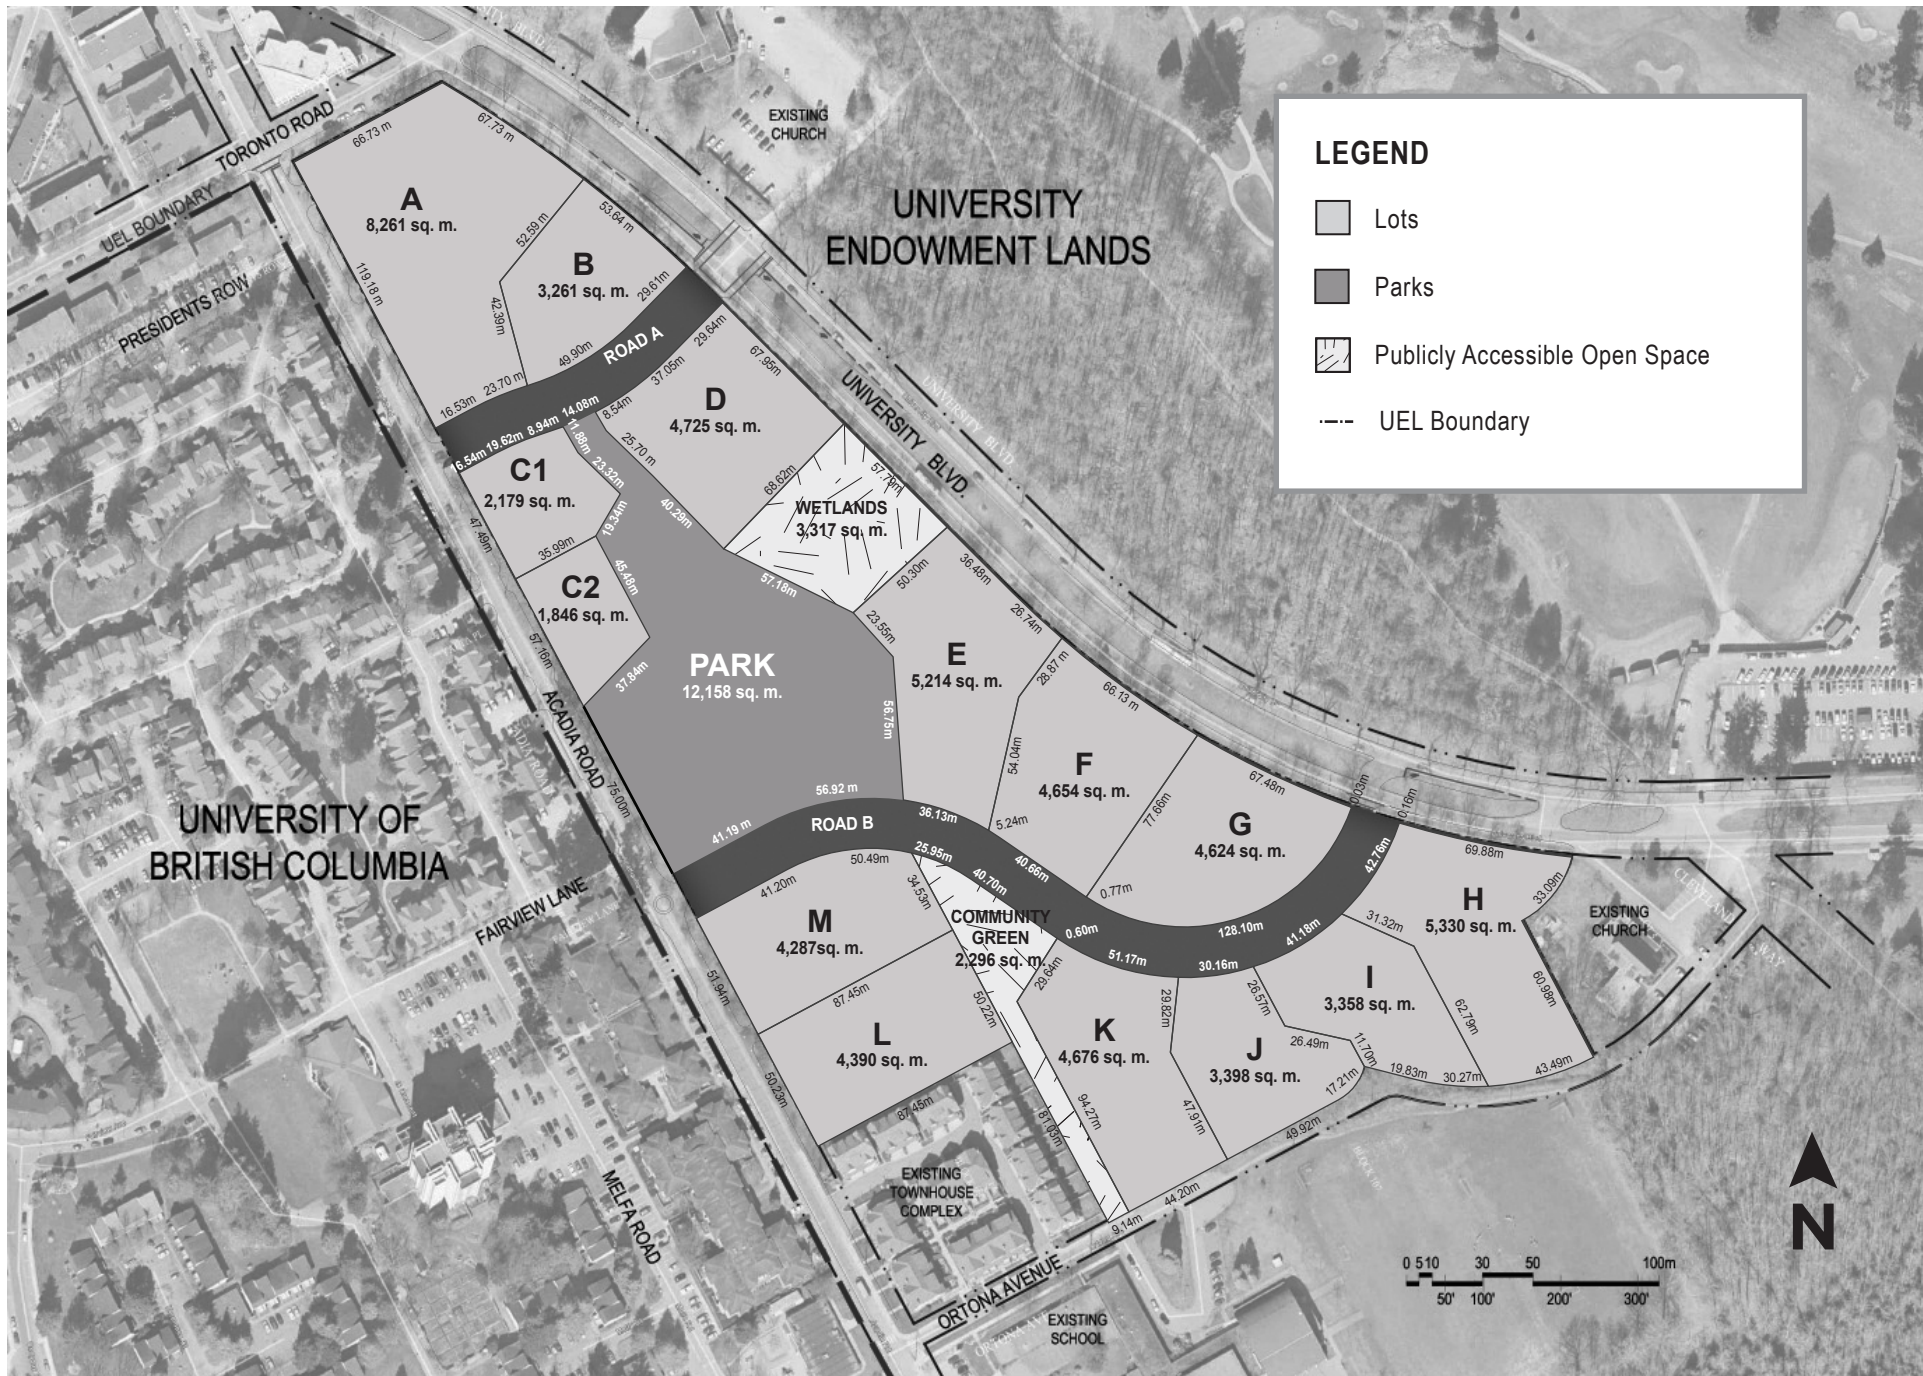 LEGEND
Lots
Parks
Publicly Accessible Open Space
UEL Boundary
UNIVERSITY
ENDOWMENT LANDS
EXISTING
CHURCH
TORONTO ROAD
UEL BOUNDARY
PRESIDENTS ROW
66.73 m
67.73 m
A
8,261 sq. m.
119.18 m
52.59 m
42.39m
53.64 m
B
3,261 sq. m.
29.61m
49.90m
23.70 m
16.53m
ROAD A
16.54m
19.62m
8.94m
14.08m
8.54m
37.05m
29.64m
67.95m
D
4,725 sq. m.
25.70 m
40.29m
68.62m
11.88m
23.32m
19.34m
C1
2,179 sq. m.
47.49m
35.99m
C2
1,846 sq. m.
45.48m
57.16m
37.84m
WETLANDS
3,317 sq. m.
57.79m
57.18m
50.30m
UNIVERSITY BLVD.
UNIVERSITY BLVD.
PARK
12,158 sq. m.
23.55m
56.75m
36.48m
26.74m
E
5,214 sq. m.
28.87 m
54.04m
5.24m
66.13 m
F
4,654 sq. m.
77.66m
0.77m
67.48m
G
4,624 sq. m.
0.03m
0.16m
42.76m
69.88m
H
5,330 sq. m.
33.09m
60.98m
31.32m
62.79m
43.49m
EXISTING
CHURCH
CLEVELAND
WAY
ACADIA ROAD
75.00m
56.92 m
41.19 m
ROAD B
36.13m
40.66m
25.95m
40.70m
0.60m
51.17m
30.16m
128.10m
41.18m
50.49m
41.20m
34.53m
M
4,287sq. m.
51.94m
87.45m
L
4,390 sq. m.
50.23m
87.45m
50.22m
COMMUNITY
GREEN
2,296 sq. m.
29.64m
81.03m
94.27m
9.14m
K
4,676 sq. m.
29.82m
47.91m
44.20m
J
3,398 sq. m.
26.57m
26.49m
11.70m
17.21m
49.92m
I
3,358 sq. m.
19.83m
30.27m
UNIVERSITY OF
BRITISH COLUMBIA
FAIRVIEW LANE
MELFA ROAD
EXISTING
TOWNHOUSE
COMPLEX
ORTONA AVENUE
EXISTING
SCHOOL
N
0 5 10 30 50 100m
50' 100' 200' 300'